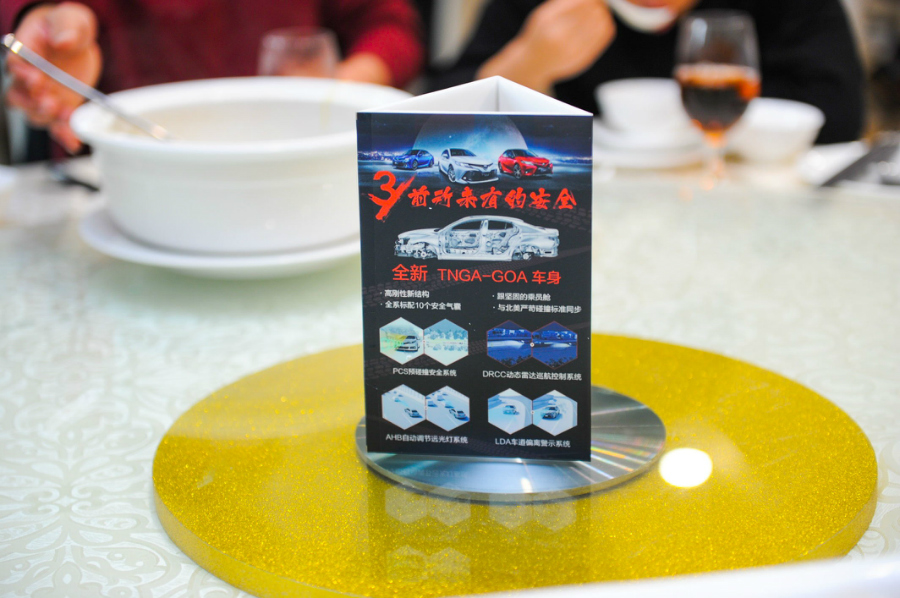 3Y前所未有的安全
全新 TNGA-GOA 车身
· 高刚性新结构
· 全系标配10个安全气囊
· 最坚固的乘员舱
· 与北美严苛碰撞标准同步
PCS预碰撞安全系统
DRCC动态雷达巡航控制系统
AHB自动调节远光灯系统
LDA车道偏离警示系统